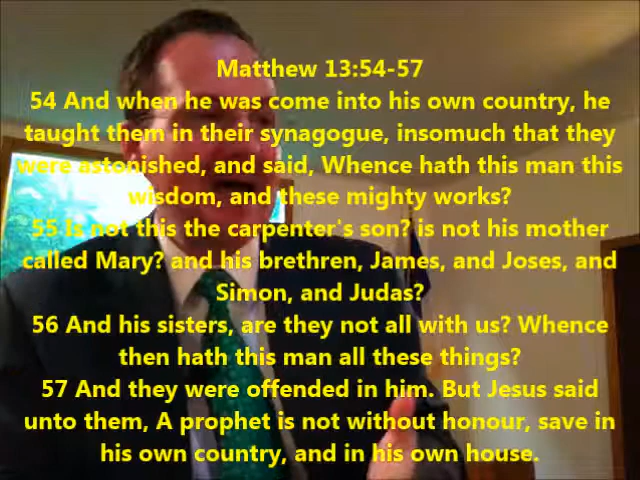 Matthew 13:54-57
54 And when he was come into his own country, he
taught them in their synagogue, insomuch that they
were astonished, and said, Whence hath this man this
wisdom, and these mighty works?
55 Is not this the carpenter's son? is not his mother
called Mary? and his brethren, James, and Joses, and
Simon, and Judas?
56 And his sisters, are they not all with us? Whence
then hath this man all these things?
57 And they were offended in him. But Jesus said
unto them, A prophet is not without honour, save in
his own country, and in his own house.